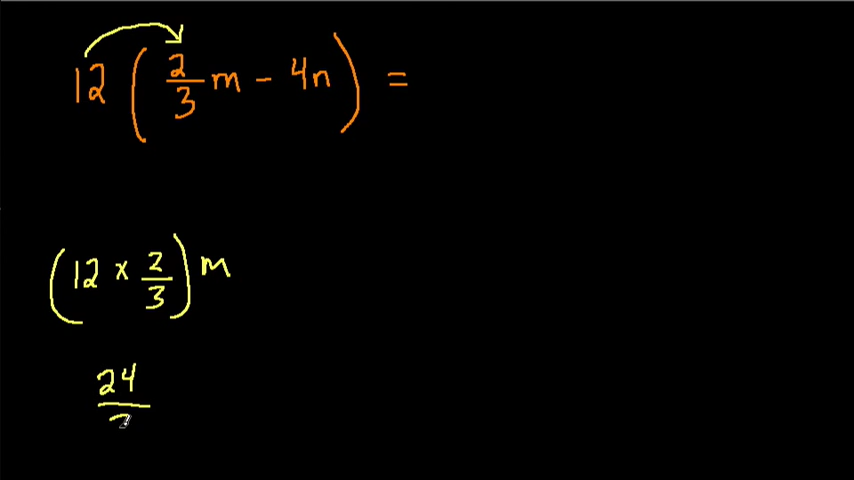 12 ( 2/3 m - 4n ) =
( 12 x 2/3 ) m
24